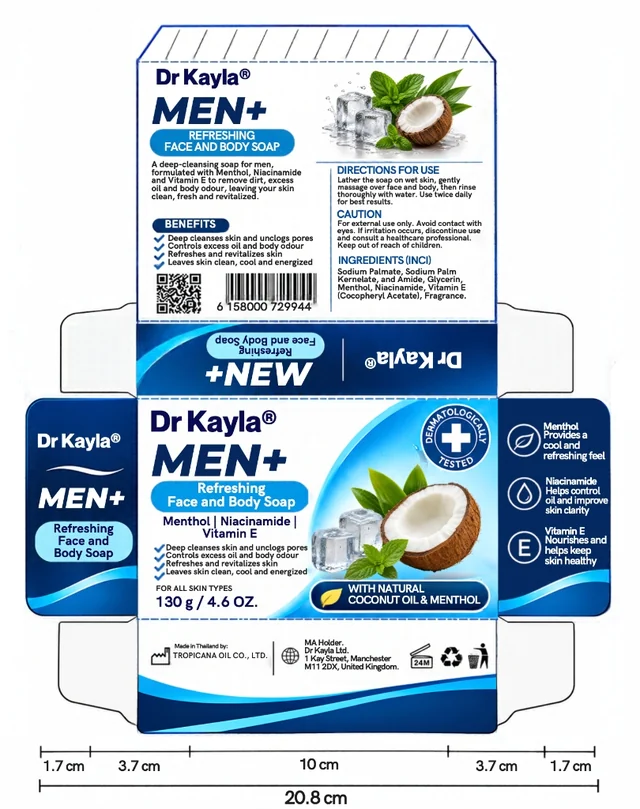 Dr Kayla®
MEN+
REFRESHING
FACE AND BODY SOAP
A deep-cleansing soap for men,
formulated with Menthol, Niacinamide
and Vitamin E to remove dirt, excess
oil and body odour, leaving your skin
clean, fresh and revitalized.
BENEFITS
Deep cleanses skin and unclogs pores
Controls excess oil and body odour
Refreshes and revitalizes skin
Leaves skin clean, cool and energized
6 158000 729944
DIRECTIONS FOR USE
Lather the soap on wet skin, gently
massage over face and body, then rinse
thoroughly with water. Use twice daily
for best results.
CAUTION
For external use only. Avoid contact with
eyes. If irritation occurs, discontinue use
and consult a healthcare professional.
Keep out of reach of children.
INGREDIENTS (INCI)
Sodium Palmate, Sodium Palm
Kernelate, and Amide, Glycerin,
Menthol, Niacinamide, Vitamin E
(Cocopheryl Acetate), Fragrance.
Dr Kayla®
MEN+
Refreshing
Face and Body Soap
Dr Kayla®
MEN+
Refreshing
Face and
Body Soap
Dr Kayla®
MEN+
Refreshing
Face and Body Soap
Menthol | Niacinamide |
Vitamin E
Deep cleanses skin and unclogs pores
Controls excess oil and body odour
Refreshes and revitalizes skin
Leaves skin clean, cool and energized
FOR ALL SKIN TYPES
130 g / 4.6 OZ.
DERMATOLOGICALLY
TESTED
WITH NATURAL
COCONUT OIL & MENTHOL
Menthol
Provides a
cool and
refreshing feel
Niacinamide
Helps control
oil and improve
skin clarity
E
Vitamin E
Nourishes and
helps keep
skin healthy
Made in Thailand by:
TROPICANA OIL CO., LTD.
MA Holder.
Dr Kayla Ltd.
1 Kay Street, Manchester
M11 2DX, United Kingdom.
24M
1.7 cm
3.7 cm
10 cm
3.7 cm
1.7 cm
20.8 cm